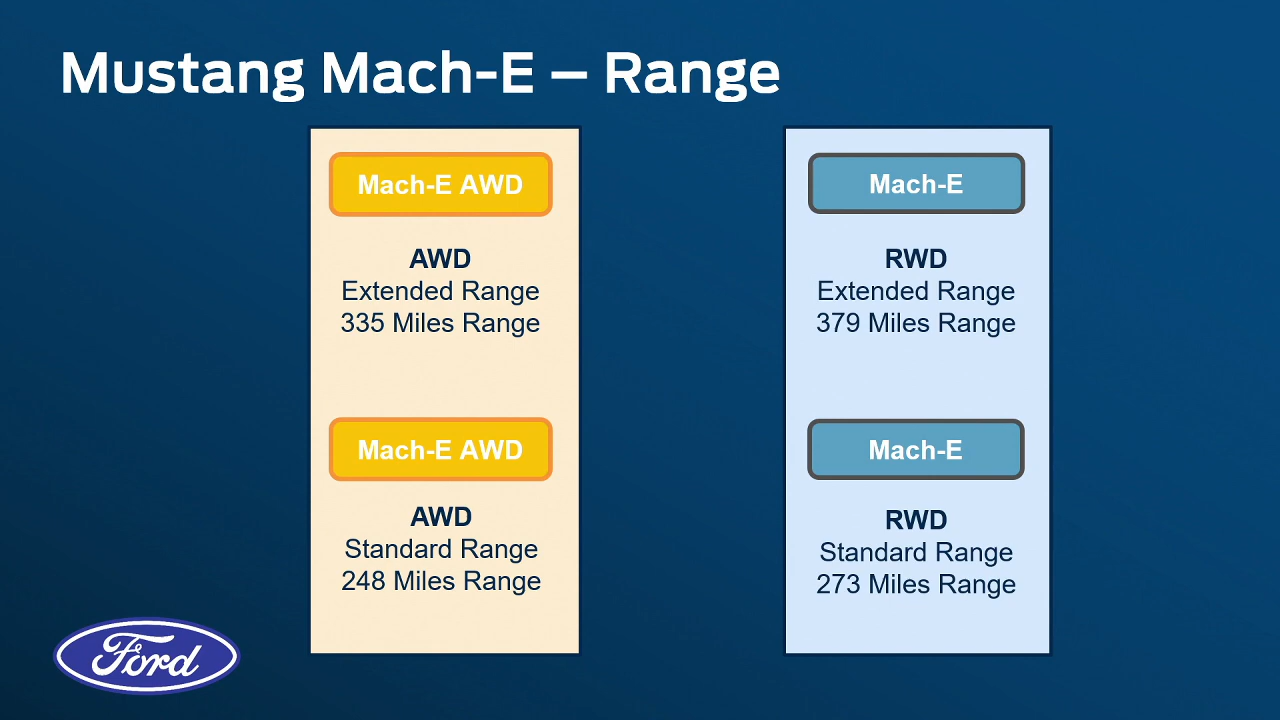 Mustang Mach-E – Range
Mach-E AWD
AWD
Extended Range
335 Miles Range
Mach-E AWD
AWD
Standard Range
248 Miles Range
Mach-E
RWD
Extended Range
379 Miles Range
Mach-E
RWD
Standard Range
273 Miles Range
Ford